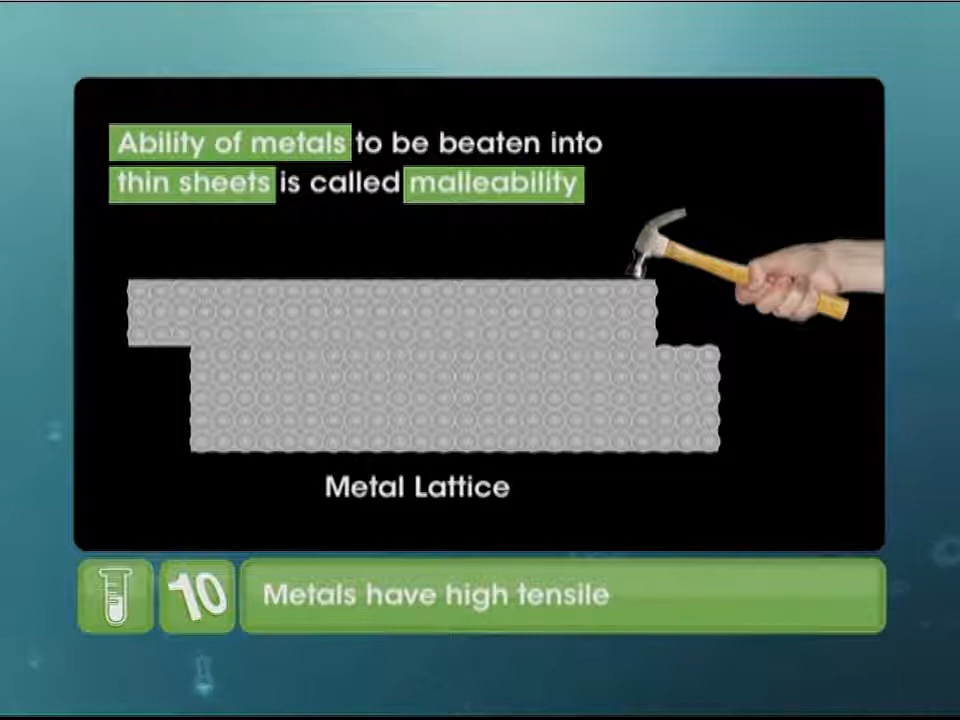 Ability of metals to be beaten into
thin sheets is called malleability
Metal Lattice
10 Metals have high tensile